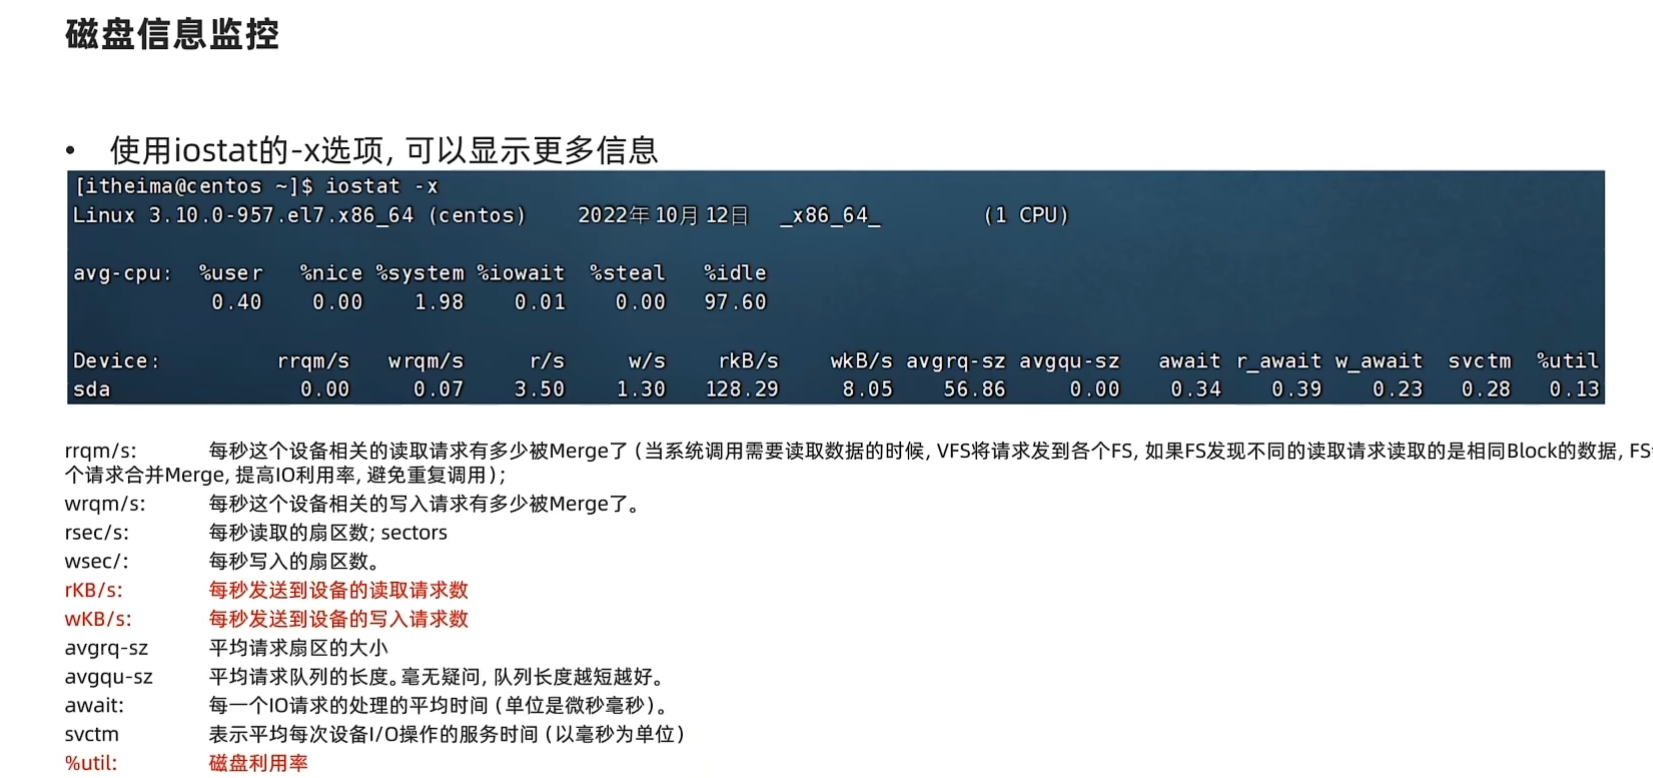 磁盘信息监控
• 使用iostat的-x选项, 可以显示更多信息
[itheima@centos ~]$ iostat -x
Linux 3.10.0-957.el7.x86_64 (centos) 2022年10月12日 _x86_64_ (1 CPU)
avg-cpu: %user %nice %system %iowait %steal %idle
0.40 0.00 1.98 0.01 0.00 97.60
Device: rrqm/s wrqm/s r/s w/s rkB/s wkB/s avgrq-sz avgqu-sz await r_await w_await svctm %util
sda 0.00 0.07 3.50 1.30 128.29 8.05 56.86 0.00 0.34 0.39 0.23 0.28 0.13
rrqm/s: 每秒这个设备相关的读取请求有多少被Merge了（当系统调用需要读取数据的时候, VFS将请求发到各个FS, 如果FS发现不同的读取请求读取的是相同Block的数据, FS
个请求合并Merge, 提高IO利用率, 避免重复调用）;
wrqm/s: 每秒这个设备相关的写入请求有多少被Merge了。
rsec/s: 每秒读取的扇区数; sectors
wsec/: 每秒写入的扇区数。
rKB/s: 每秒发送到设备的读取请求数
wKB/s: 每秒发送到设备的写入请求数
avgrq-sz 平均请求扇区的大小
avgqu-sz 平均请求队列的长度。毫无疑问, 队列长度越短越好。
await: 每一个IO请求的处理的平均时间（单位是微秒毫秒）。
svctm 表示平均每次设备I/O操作的服务时间（以毫秒为单位）
%util: 磁盘利用率